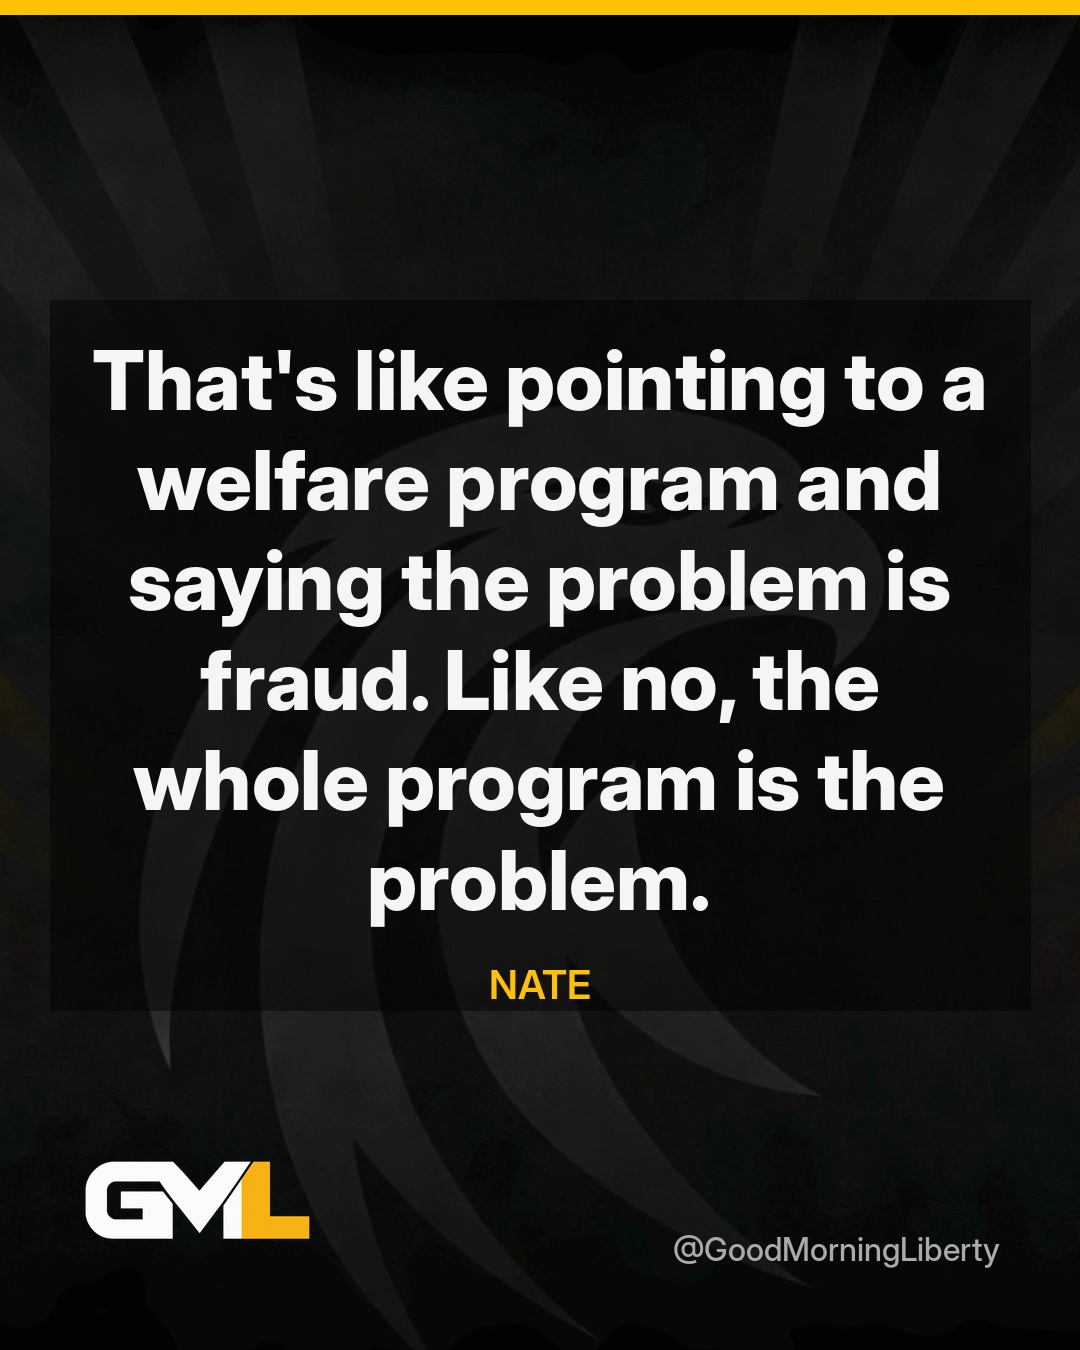 That's like pointing to a
welfare program and
saying the problem is
fraud. Like no, the
whole program is the
problem.
NATE
GML
@GoodMorningLiberty